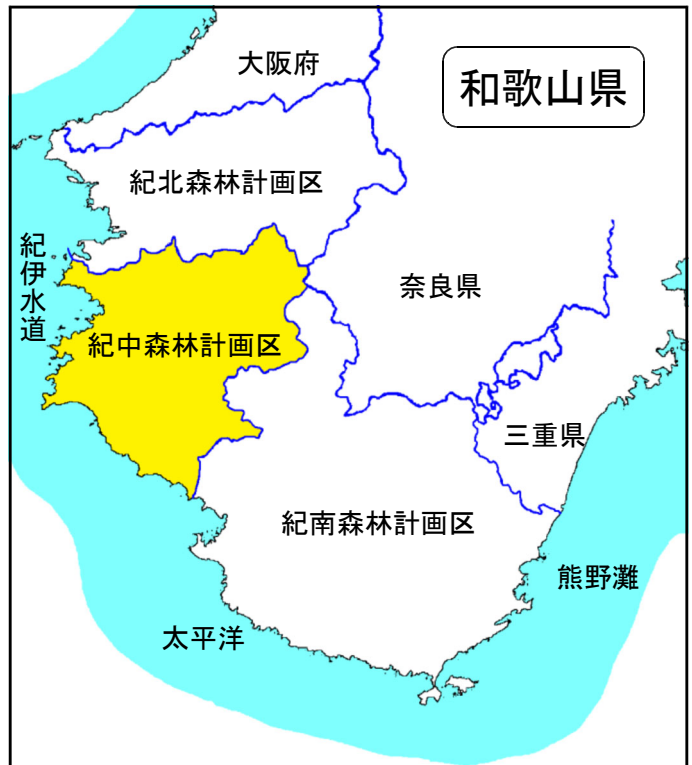 大阪府
和歌山県
紀北森林計画区
紀伊水道
奈良県
紀中森林計画区
三重県
紀南森林計画区
熊野灘
太平洋